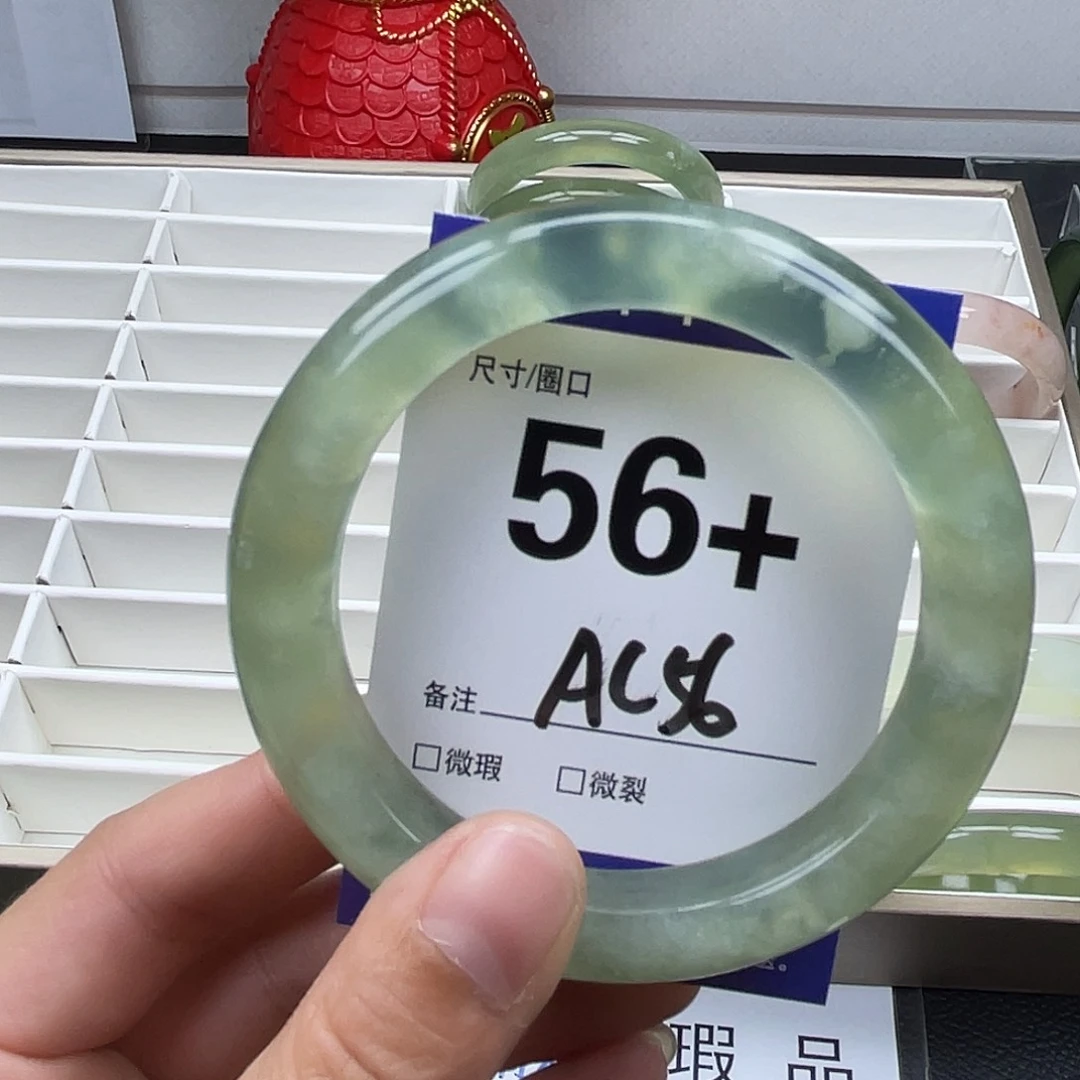 尺寸/圈口
56+
备注 AC56
□微瑕 □微裂
瑕 品